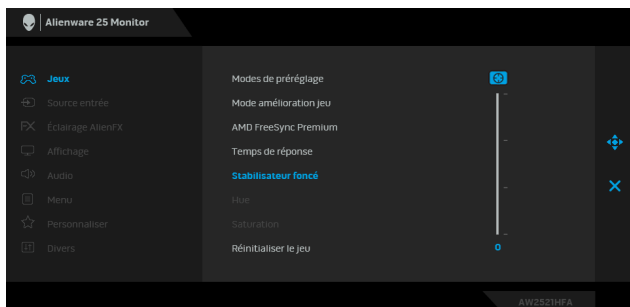 Alienware 25 Monitor
Jeux
Source entrée
FX Éclairage AlienFX
Affichage
Audio
Menu
Personnaliser
Divers
Modes de préréglage
Mode amélioration jeu
AMD FreeSync Premium
Temps de réponse
Stabilisateur foncé
Hue
Saturation
Réinitialiser le jeu
0
AW2521HFA